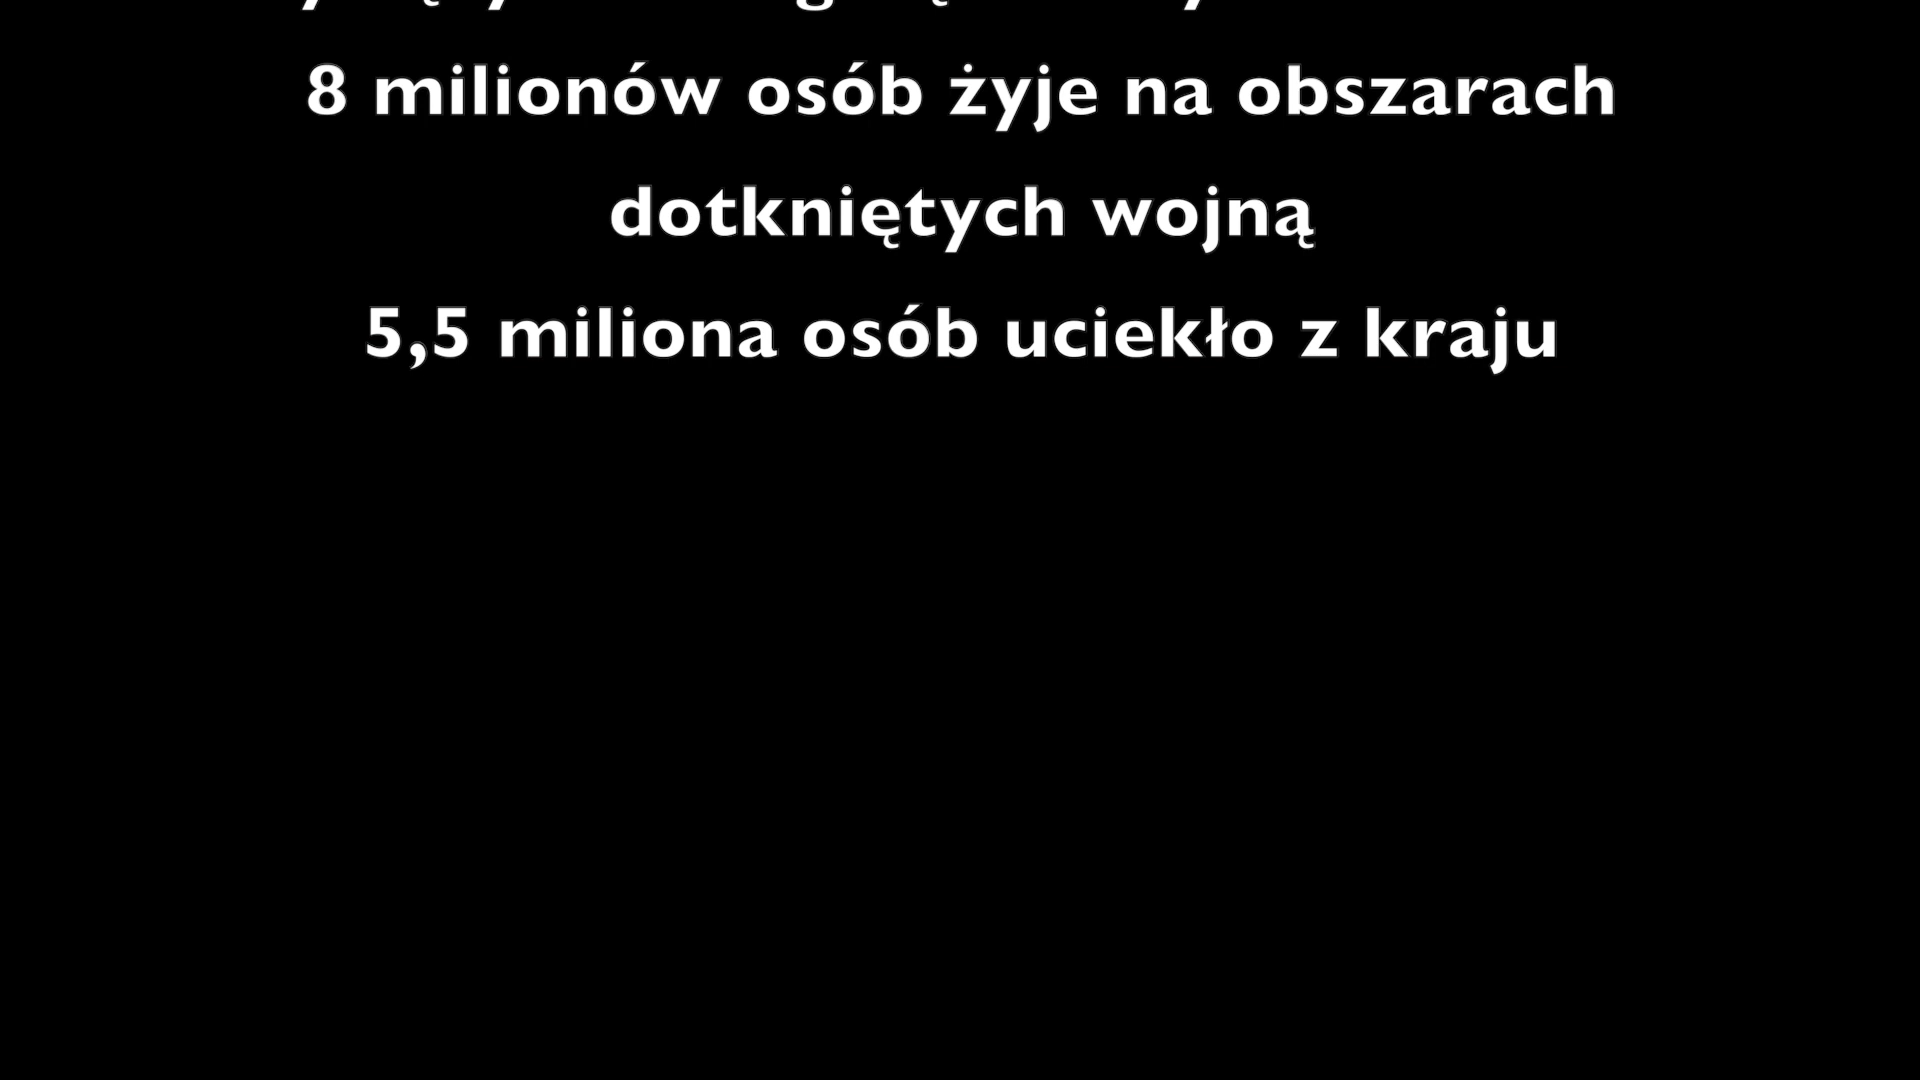 8 milionów osób żyje na obszarach
dotkniętych wojną
5,5 miliona osób uciekło z kraju